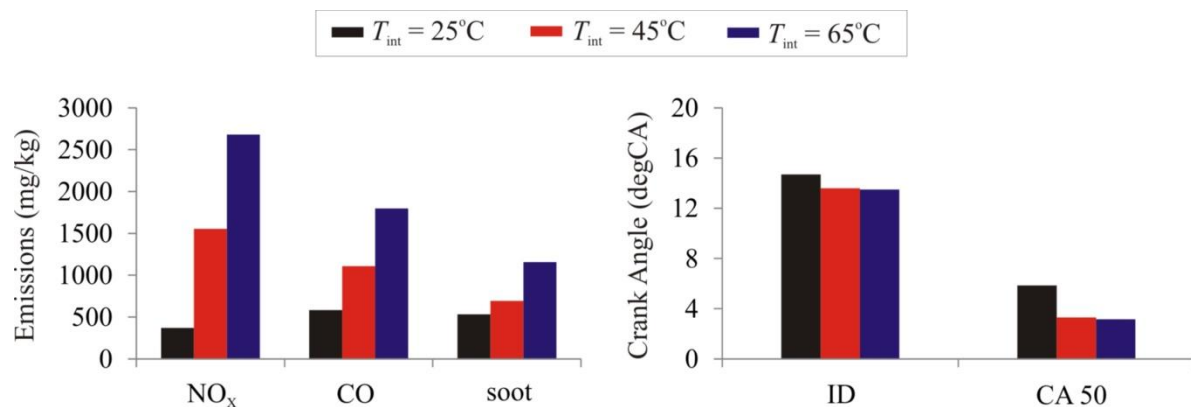 T_int = 25°C T_int = 45°C T_int = 65°C
Emissions (mg/kg)
3000
2500
2000
1500
1000
500
0
NO_X CO soot
Crank Angle (degCA)
20
16
12
8
4
0
ID CA 50